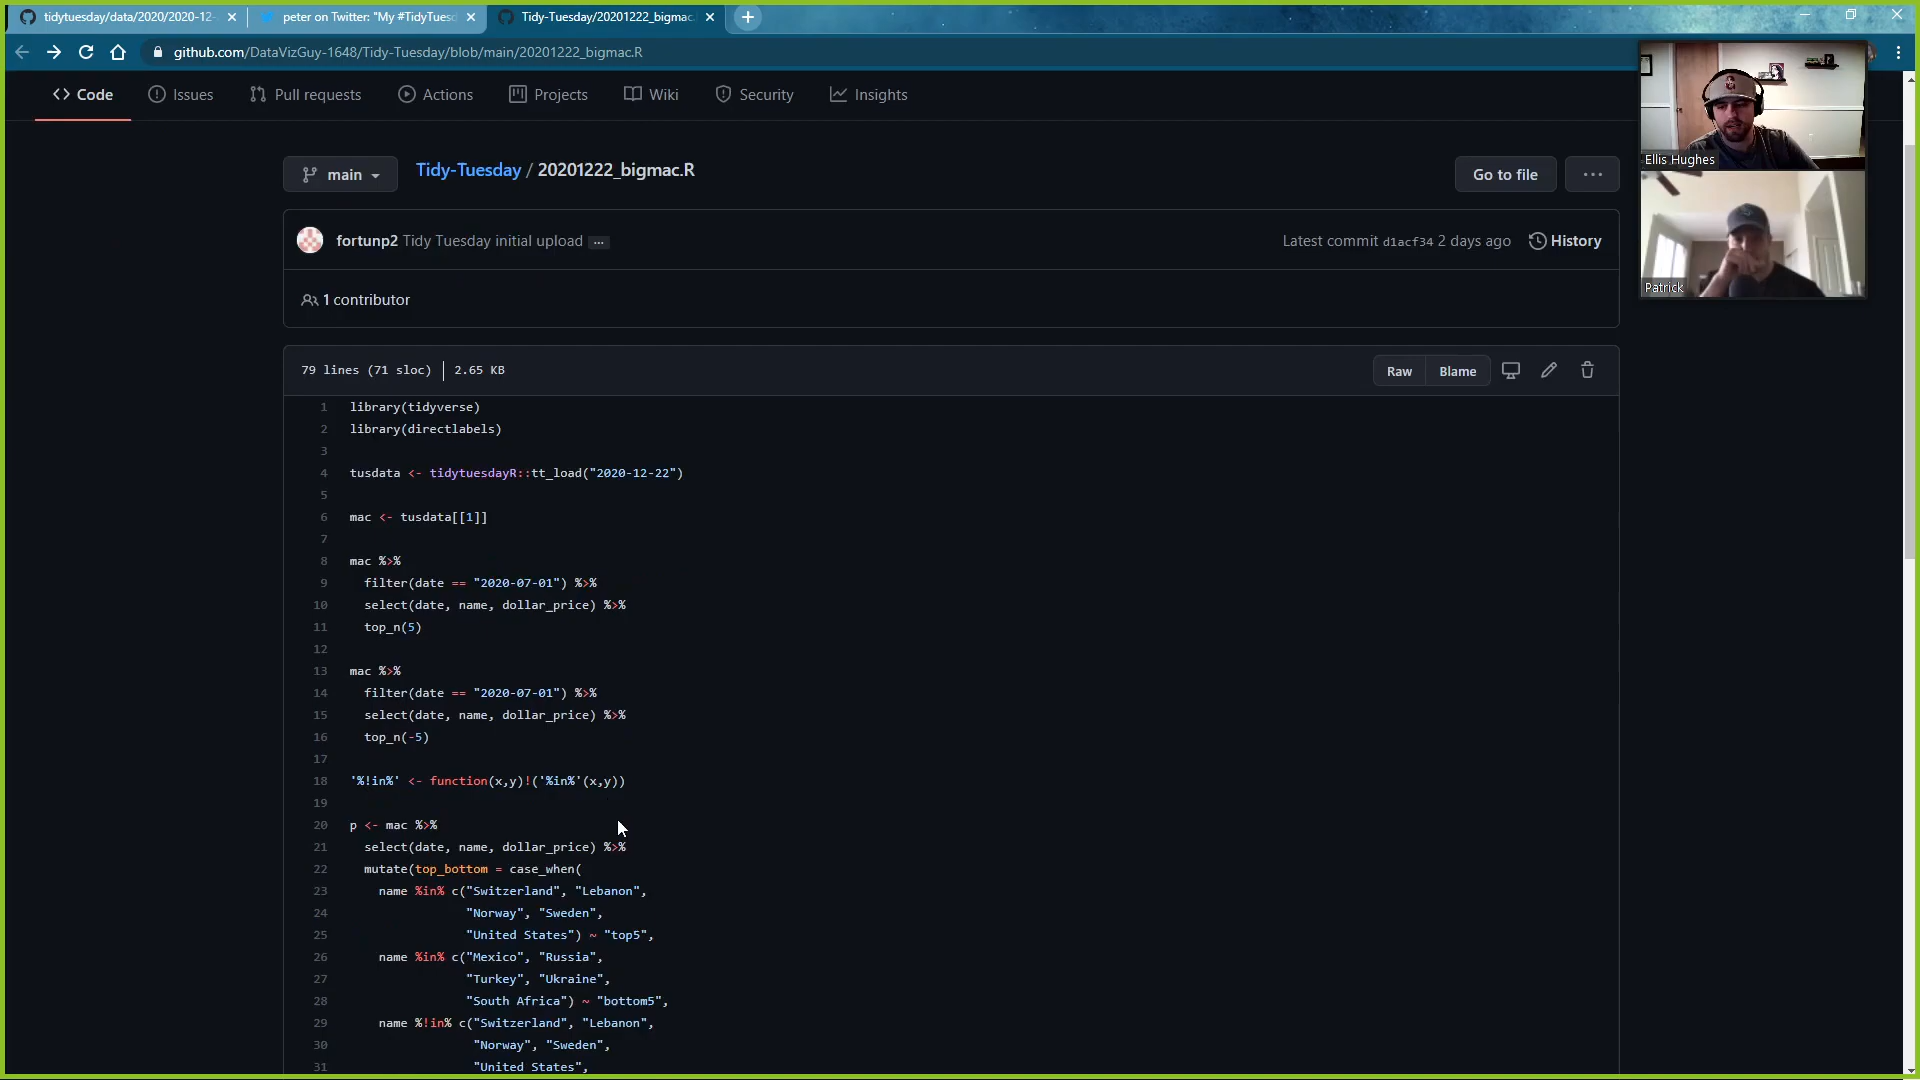 tidytuesday/data/2020/2020-12-
peter on Twitter: "My #TidyTuesd
Tidy-Tuesday/20201222_bigmac.
github.com/DataVizGuy-1648/Tidy-Tuesday/blob/main/20201222_bigmac.R
Code
Issues
Pull requests
Actions
Projects
Wiki
Security
Insights
main
Tidy-Tuesday / 20201222_bigmac.R
Go to file
...
Ellis Hughes
Patrick
fortunp2 Tidy Tuesday initial upload ...
Latest commit d1acf34 2 days ago
History
1 contributor
79 lines (71 sloc)
2.65 KB
Raw
Blame
1 library(tidyverse)
2 library(directlabels)
3
4 tusdata <- tidytuesdayR::tt_load("2020-12-22")
5
6 mac <- tusdata[[1]]
7
8 mac %>%
9 filter(date == "2020-07-01") %>%
10 select(date, name, dollar_price) %>%
11 top_n(5)
12
13 mac %>%
14 filter(date == "2020-07-01") %>%
15 select(date, name, dollar_price) %>%
16 top_n(-5)
17
18 '%!in%' <- function(x,y)!('%in%'(x,y))
19
20 p <- mac %>%
21 select(date, name, dollar_price) %>%
22 mutate(top_bottom = case_when(
23 name %in% c("Switzerland", "Lebanon",
24 "Norway", "Sweden",
25 "United States") ~ "top5",
26 name %in% c("Mexico", "Russia",
27 "Turkey", "Ukraine",
28 "South Africa") ~ "bottom5",
29 name %!in% c("Switzerland", "Lebanon",
30 "Norway", "Sweden",
31 "United States",